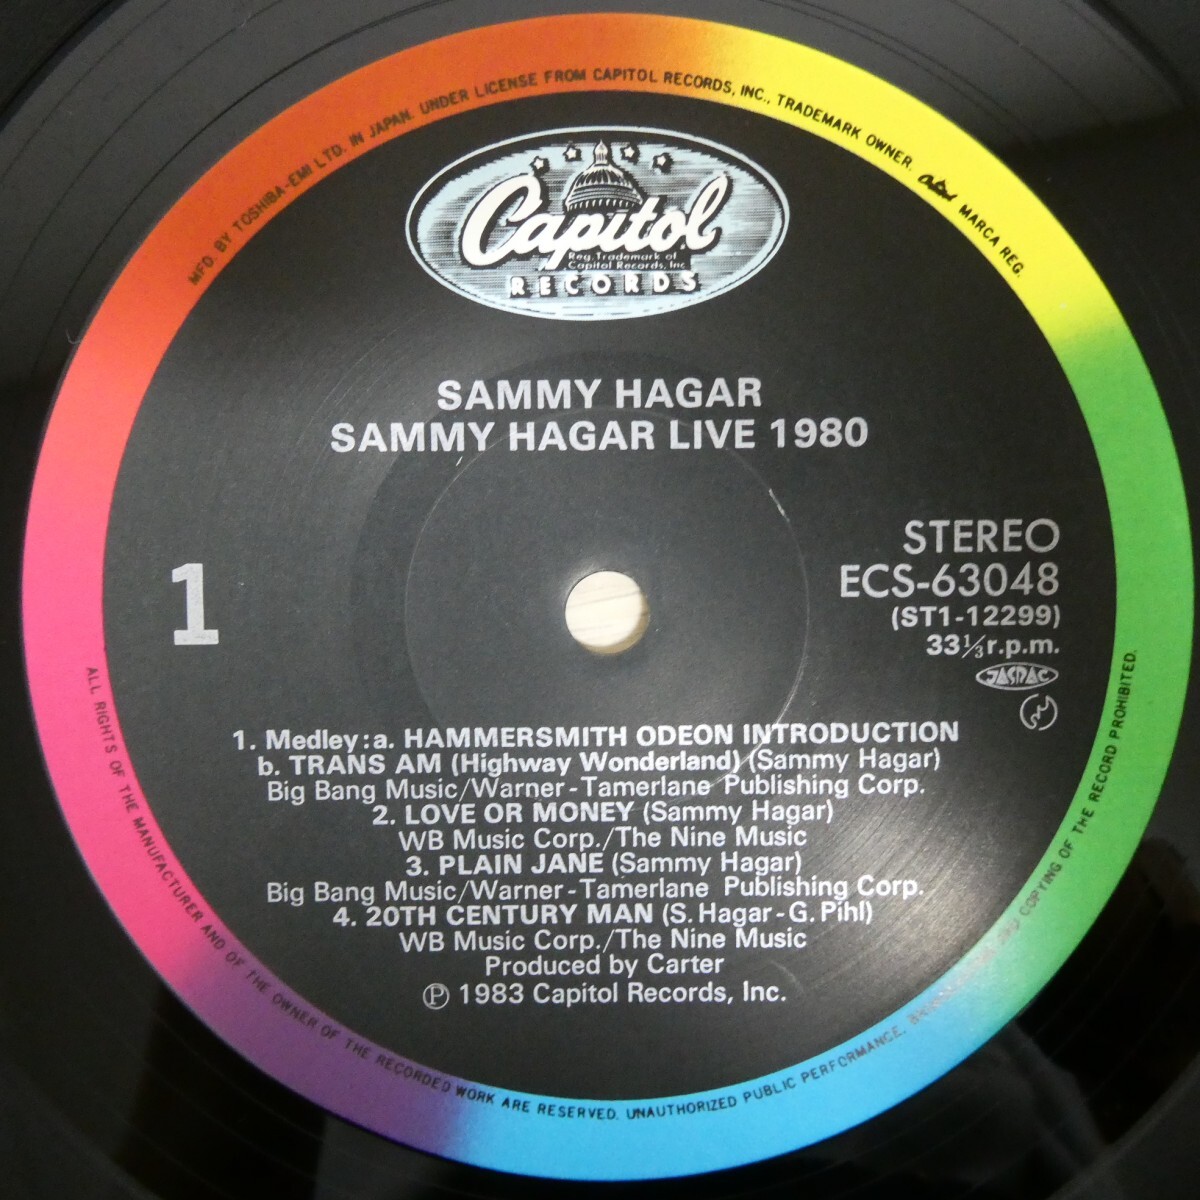 MFD. BY TOSHIBA-EMI LTD. IN JAPAN. UNDER LICENSE FROM CAPITOL RECORDS, INC., TRADEMARK OWNER. Capitol MARCA REG.
Capitol
Reg. Trademark of
Capitol Records, Inc
RECORDS
SAMMY HAGAR
SAMMY HAGAR LIVE 1980
STEREO
ECS-63048
(ST1-12299)
33⅓r.p.m.
JASRAC
1
1. Medley:a. HAMMERSMITH ODEON INTRODUCTION
b. TRANS AM (Highway Wonderland) (Sammy Hagar)
Big Bang Music/Warner-Tamerlane Publishing Corp.
2. LOVE OR MONEY (Sammy Hagar)
WB Music Corp./The Nine Music
3. PLAIN JANE (Sammy Hagar)
Big Bang Music/Warner-Tamerlane Publishing Corp.
4. 20TH CENTURY MAN (S. Hagar-G. Pihl)
WB Music Corp./The Nine Music
Produced by Carter
Ⓟ 1983 Capitol Records, Inc.
ALL RIGHTS OF THE MANUFACTURER AND OF THE OWNER OF THE RECORDED WORK ARE RESERVED. UNAUTHORIZED PUBLIC PERFORMANCE, COPYING OF THE RECORD PROHIBITED.